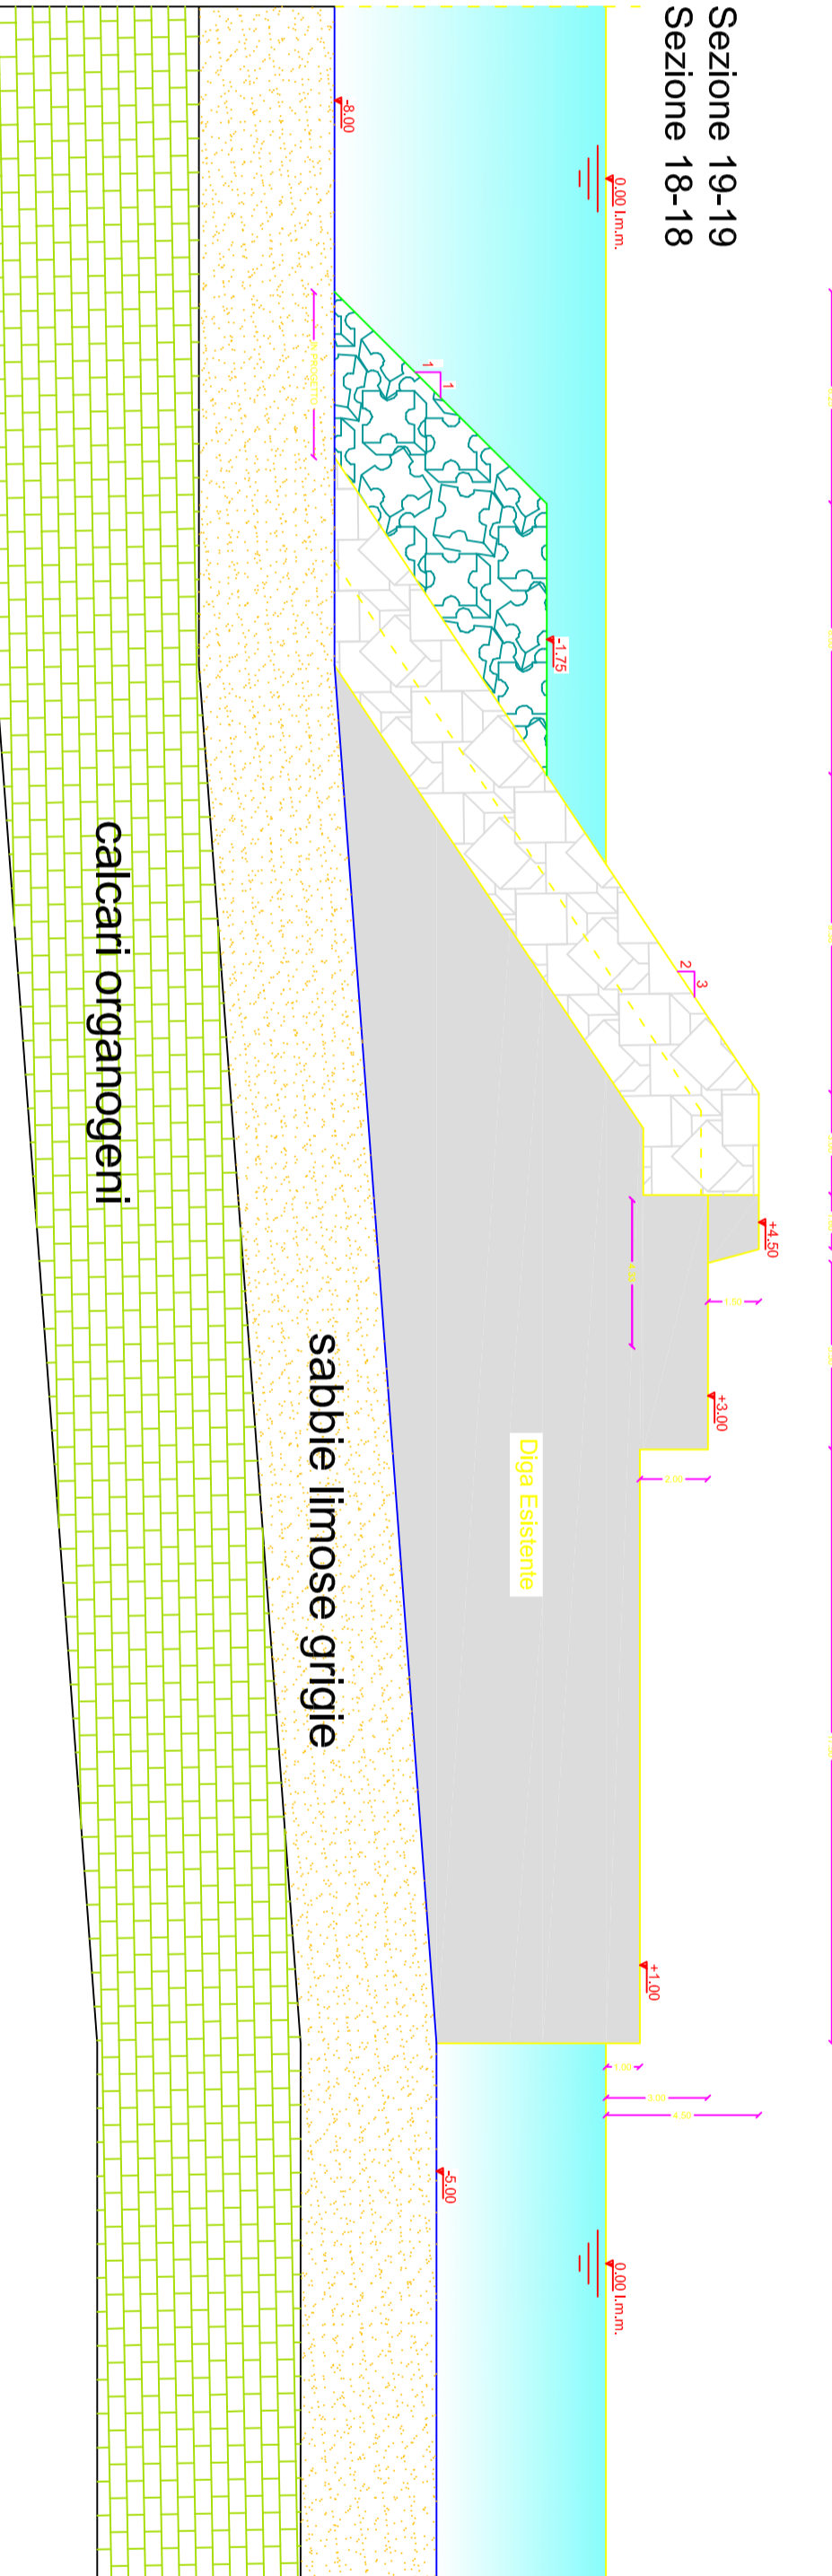 Sezione 19-19
Sezione 18-18
0.00 l.m.m.
-8.00
1
1
-1.75
2
3
+4.50
1.50
+3.00
2.00
Diga Esistente
+1.00
1.00
3.00
4.50
-5.00
0.00 l.m.m.
sabbie limose grigie
calcari organogeni